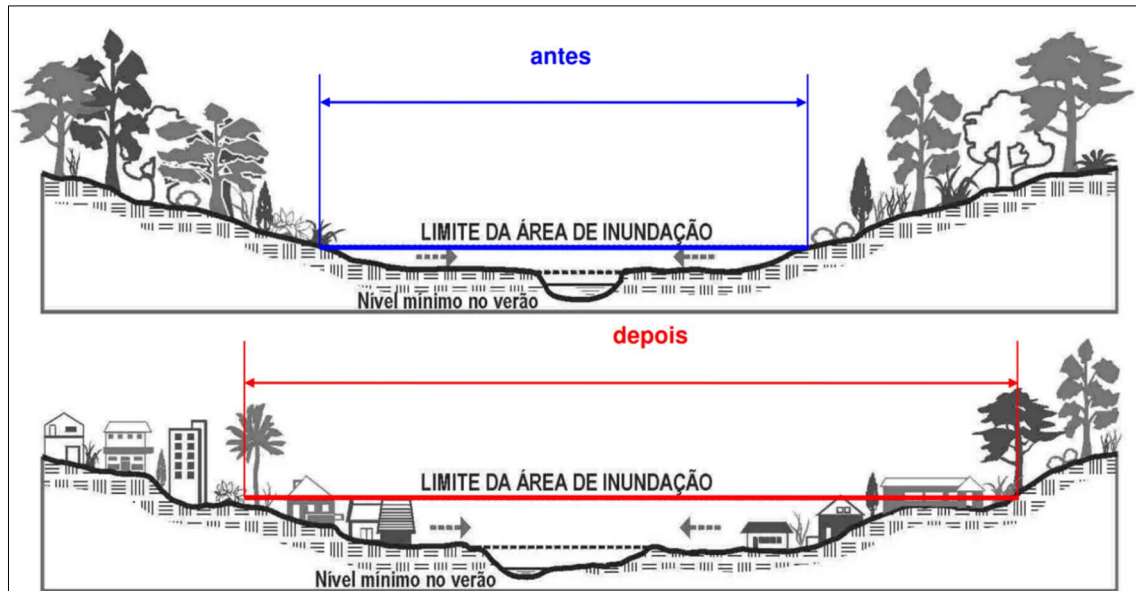 antes
LIMITE DA ÁREA DE INUNDAÇÃO
Nível mínimo no verão
depois
LIMITE DA ÁREA DE INUNDAÇÃO
Nível mínimo no verão